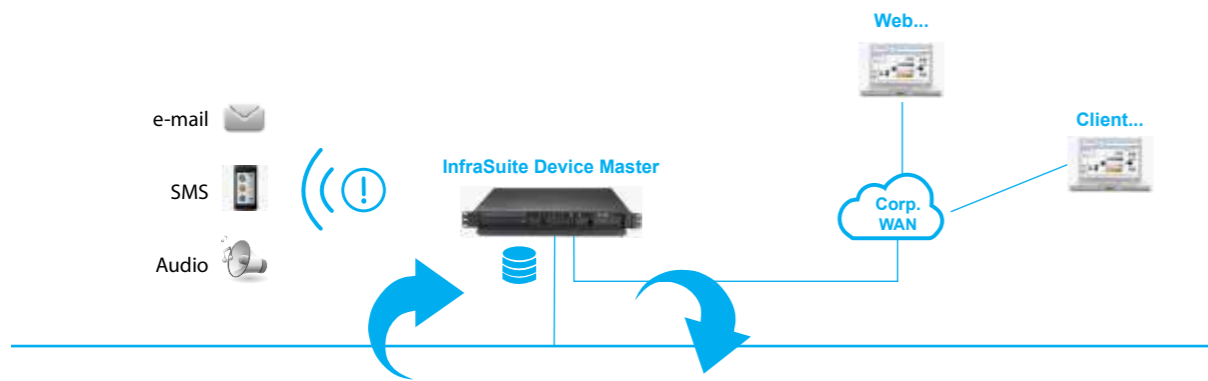 Web...
Client...
e-mail
InfraSuite Device Master
SMS
Corp.
WAN
Audio